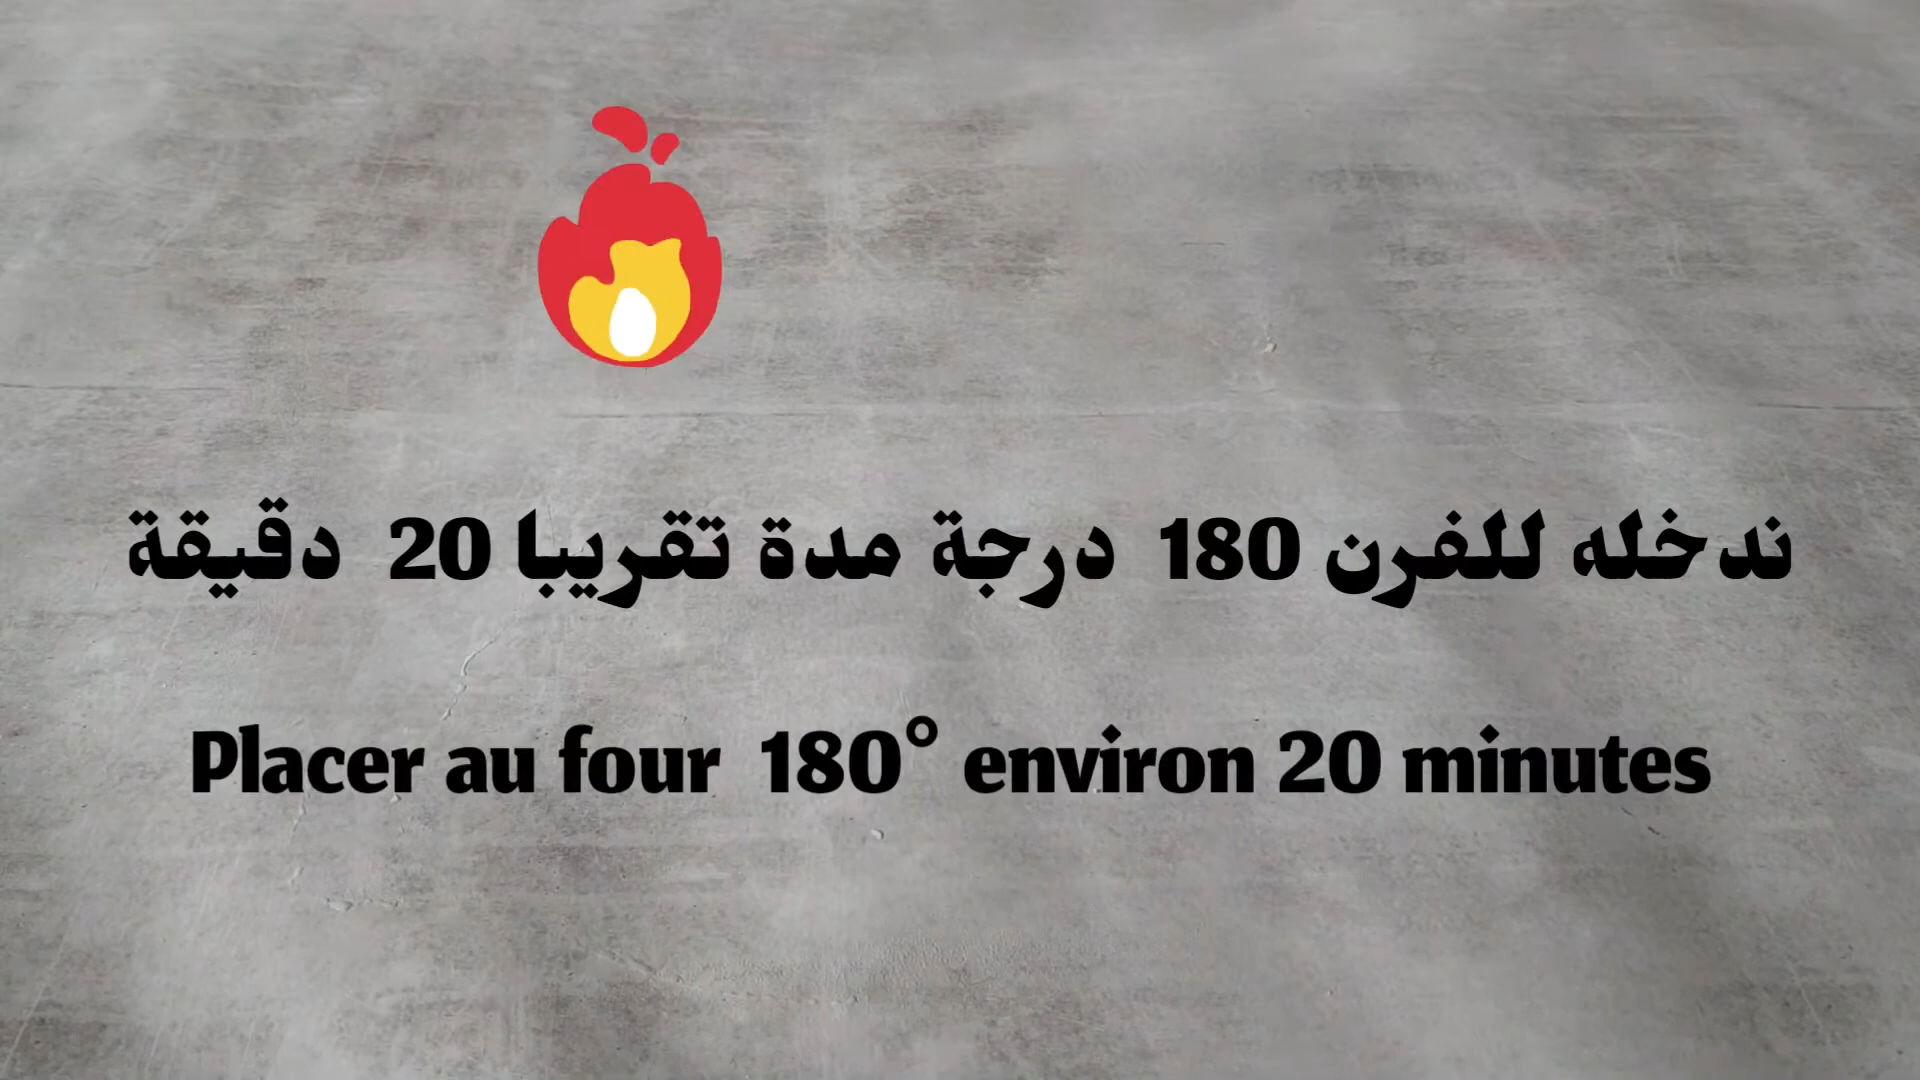 ندخله للفرن 180 درجة مدة تقريبا 20 دقيقة
Placer au four 180° environ 20 minutes